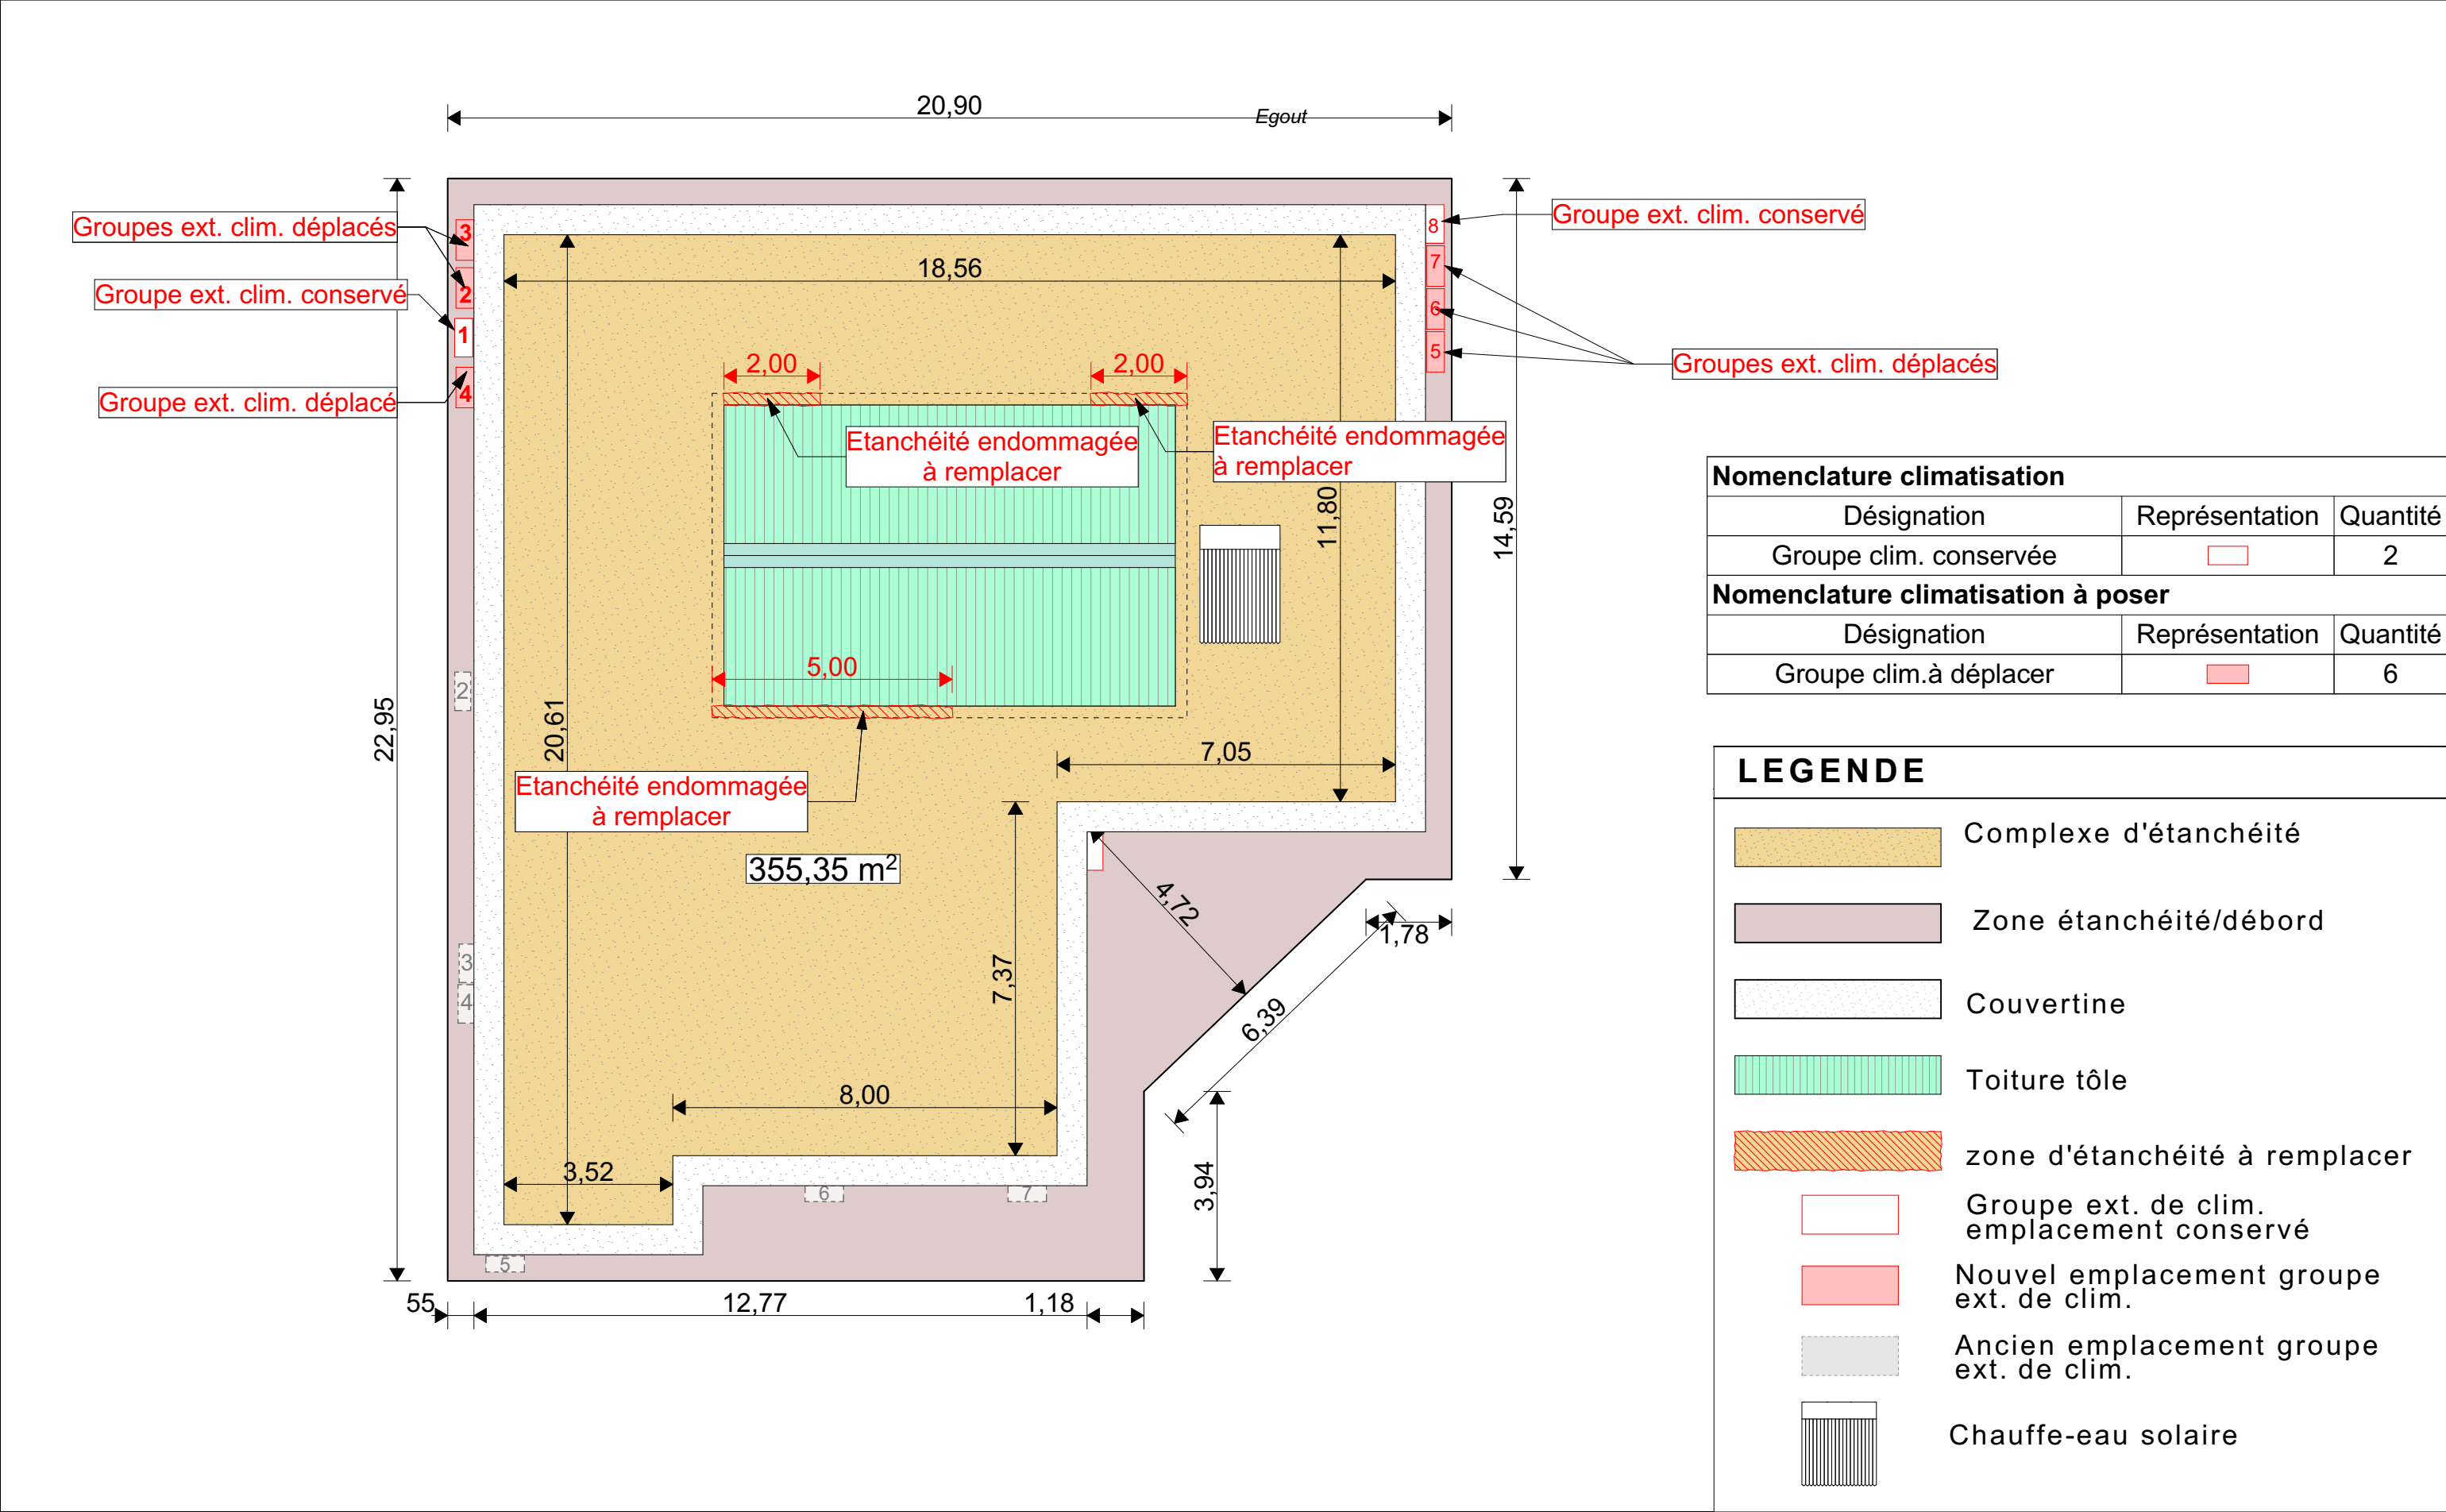 20,90
Egout
Groupes ext. clim. déplacés
Groupe ext. clim. conservé
Groupe ext. clim. déplacé
3
2
1
4
22,95
18,56
20,61
11,80
14,59
8
7
6
5
Groupe ext. clim. conservé
Groupes ext. clim. déplacés
2,00
2,00
Etanchéité endommagée
à remplacer
Etanchéité endommagée
à remplacer
5,00
Etanchéité endommagée
à remplacer
7,05
355,35 m²
7,37
4,72
1,78
6,39
8,00
3,52
3,94
2
3
4
5
6
7
55
12,77
1,18
Nomenclature climatisation
Désignation Représentation Quantité
Groupe clim. conservée 2
Nomenclature climatisation à poser
Désignation Représentation Quantité
Groupe clim.à déplacer 6
LEGENDE
Complexe d'étanchéité
Zone étanchéité/débord
Couvertine
Toiture tôle
zone d'étanchéité à remplacer
Groupe ext. de clim.
emplacement conservé
Nouvel emplacement groupe
ext. de clim.
Ancien emplacement groupe
ext. de clim.
Chauffe-eau solaire